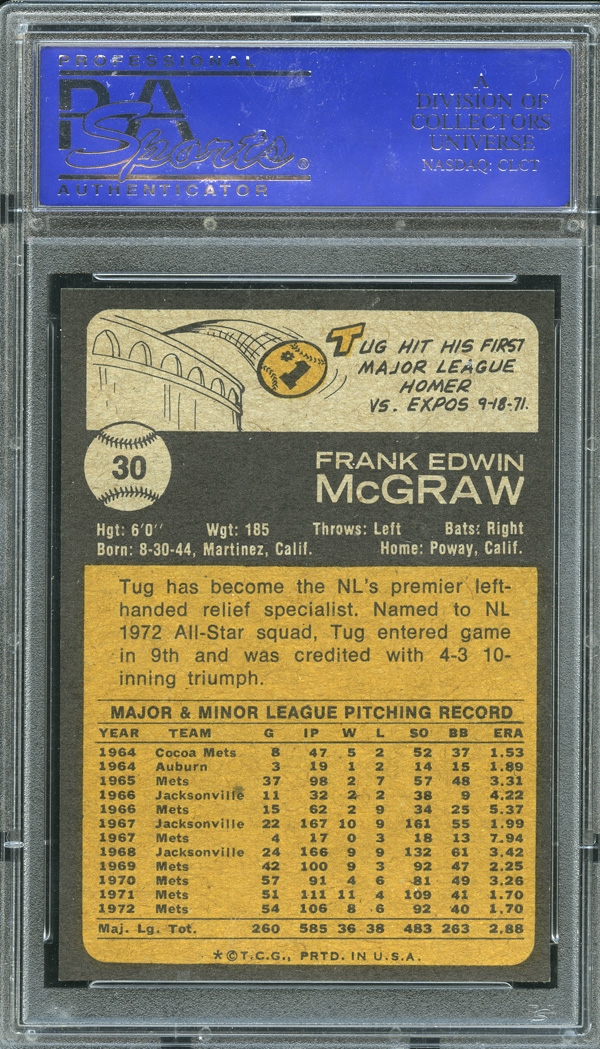 PROFESSIONAL
PSA
Sports®
AUTHENTICATOR
A
DIVISION OF
COLLECTORS
UNIVERSE
NASDAQ: CLCT
#1
TUG HIT HIS FIRST
MAJOR LEAGUE
HOMER
VS. EXPOS 9-18-71.
30
FRANK EDWIN
McGRAW
Hgt: 6'0" Wgt: 185 Throws: Left Bats: Right
Born: 8-30-44, Martinez, Calif. Home: Poway, Calif.
Tug has become the NL's premier left-
handed relief specialist. Named to NL
1972 All-Star squad, Tug entered game
in 9th and was credited with 4-3 10-
inning triumph.
MAJOR & MINOR LEAGUE PITCHING RECORD
YEAR TEAM G IP W L SO BB ERA
1964 Cocoa Mets 8 47 5 2 52 37 1.53
1964 Auburn 3 19 1 2 14 15 1.89
1965 Mets 37 98 2 7 57 48 3.31
1966 Jacksonville 11 32 2 2 38 9 4.22
1966 Mets 15 62 2 9 34 25 5.37
1967 Jacksonville 22 167 10 9 161 55 1.99
1967 Mets 4 17 0 3 18 13 7.94
1968 Jacksonville 24 166 9 9 132 61 3.42
1969 Mets 42 100 9 3 92 47 2.25
1970 Mets 57 91 4 6 81 49 3.26
1971 Mets 51 111 11 4 109 41 1.70
1972 Mets 54 106 8 6 92 40 1.70
Maj. Lg. Tot. 260 585 36 38 483 263 2.88
*©T.C.G., PRTD. IN U.S.A.